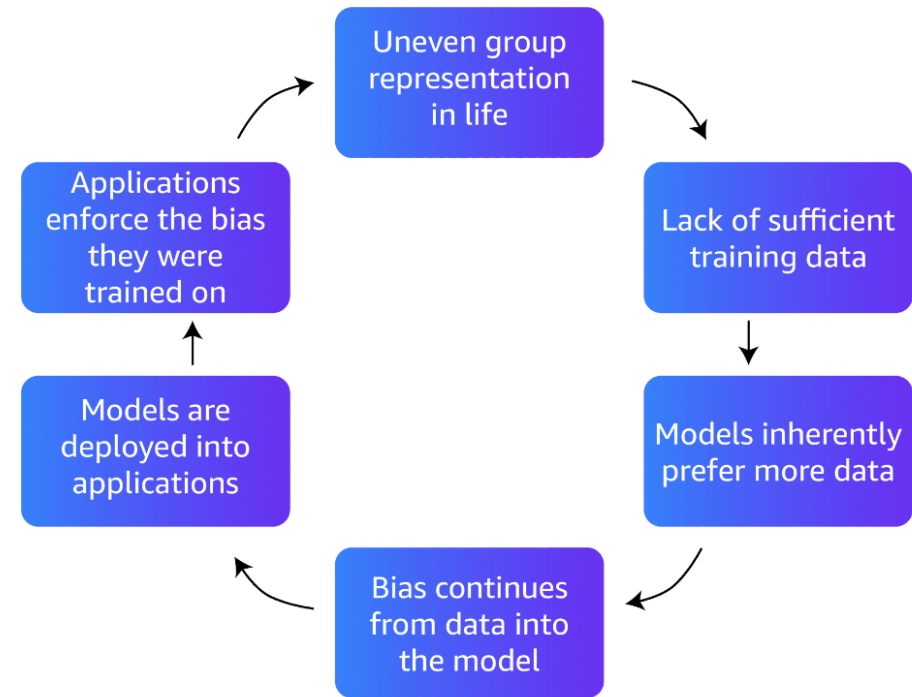 Uneven group
representation
in life
Lack of sufficient
training data
Models inherently
prefer more data
Bias continues
from data into
the model
Models are
deployed into
applications
Applications
enforce the bias
they were
trained on